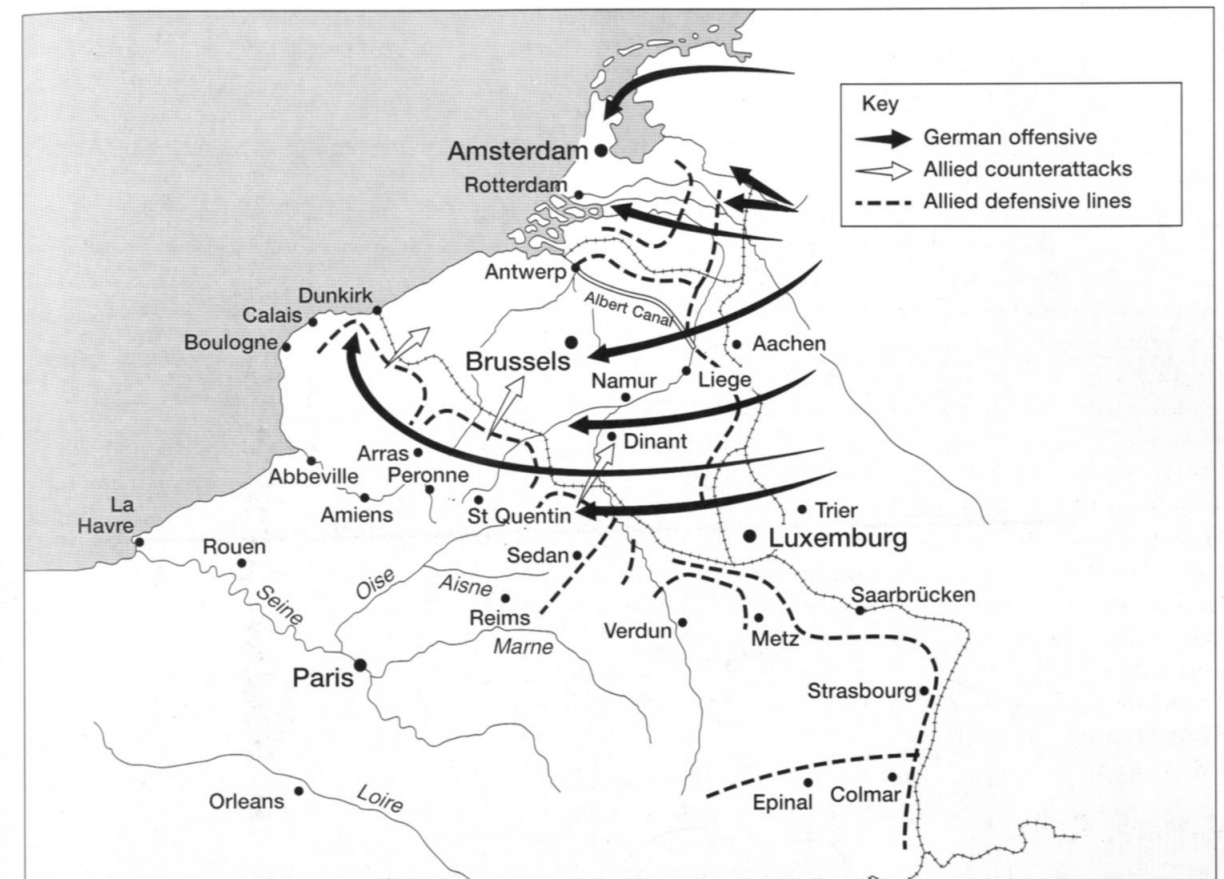 Key
German offensive
Allied counterattacks
Allied defensive lines
Amsterdam
Rotterdam
Antwerp
Albert Canal
Dunkirk
Calais
Boulogne
Brussels
Aachen
Namur
Liege
Dinant
Arras
Abbeville
Peronne
Amiens
St Quentin
Trier
Luxemburg
La
Havre
Rouen
Sedan
Oise
Aisne
Seine
Reims
Saarbrücken
Verdun
Metz
Marne
Paris
Strasbourg
Epinal
Colmar
Orleans
Loire